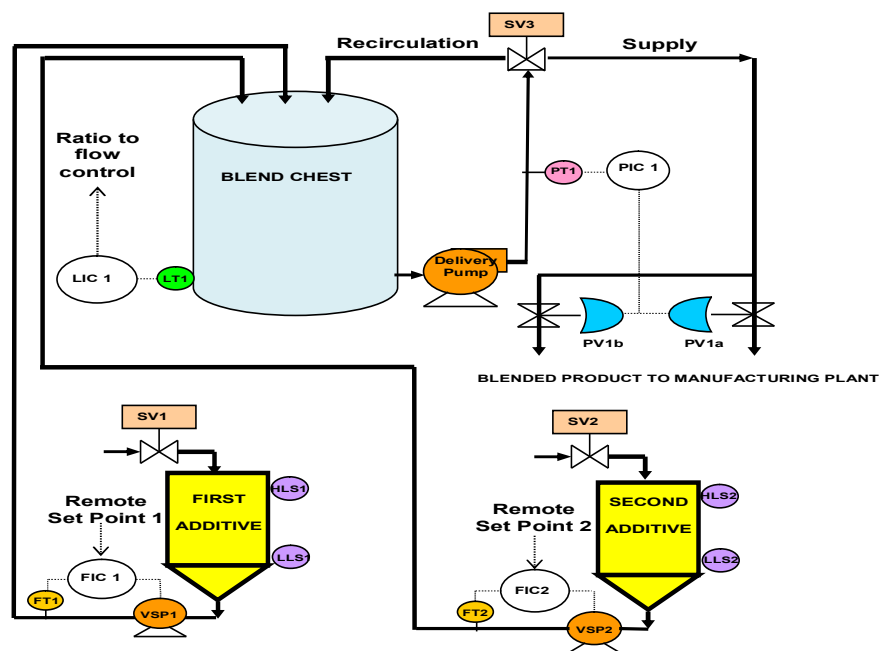 SV3
Recirculation
Supply
Ratio to
flow
control
BLEND CHEST
PT1
PIC 1
LIC 1
LT1
Delivery
Pump
PV1b
PV1a
BLENDED PRODUCT TO MANUFACTURING PLANT
SV1
SV2
FIRST
ADDITIVE
HLS1
LLS1
Remote
Set Point 1
FIC 1
FT1
VSP1
SECOND
ADDITIVE
HLS2
LLS2
Remote
Set Point 2
FIC2
FT2
VSP2